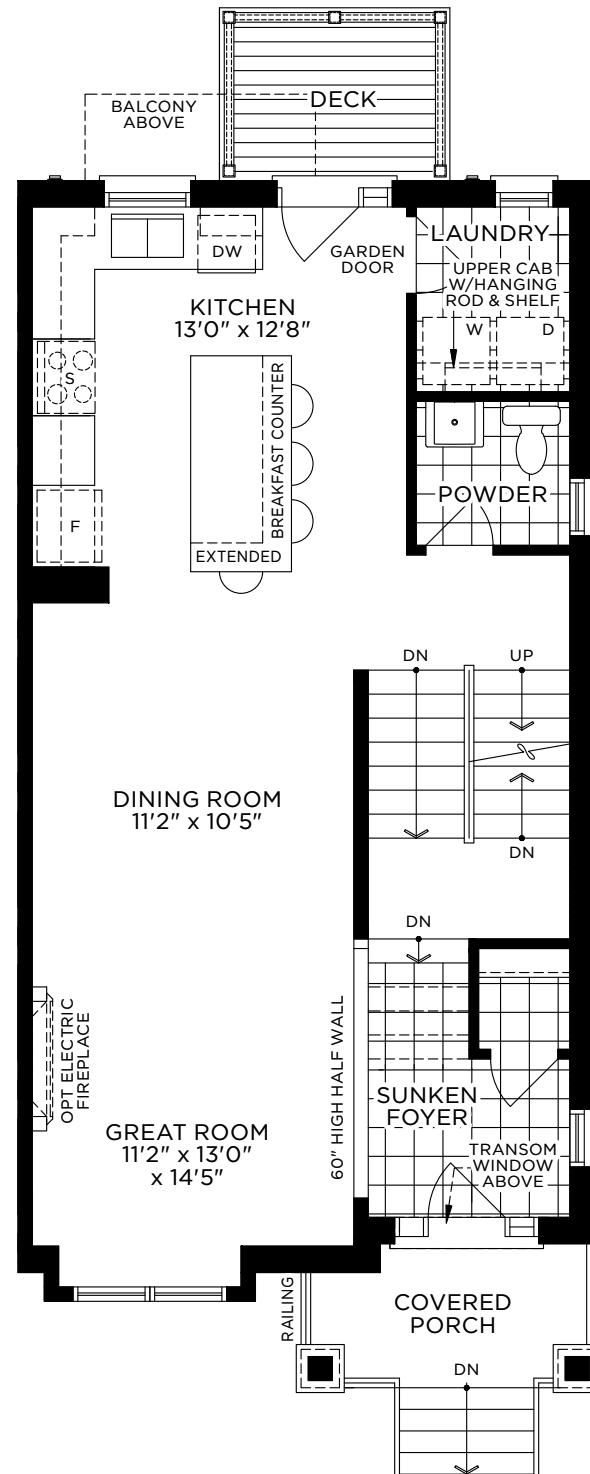 DECK
BALCONY
ABOVE
LAUNDRY
DW
GARDEN
DOOR
UPPER CAB
W/HANGING
ROD & SHELF
KITCHEN
13'0" x 12'8"
W
D
S
BREAKFAST COUNTER
POWDER
F
EXTENDED
DN
UP
DINING ROOM
11'2" x 10'5"
DN
DN
OPT ELECTRIC
FIREPLACE
60" HIGH HALF WALL
SUNKEN
FOYER
GREAT ROOM
11'2" x 13'0"
x 14'5"
TRANSOM
WINDOW
ABOVE
RAILING
COVERED
PORCH
DN